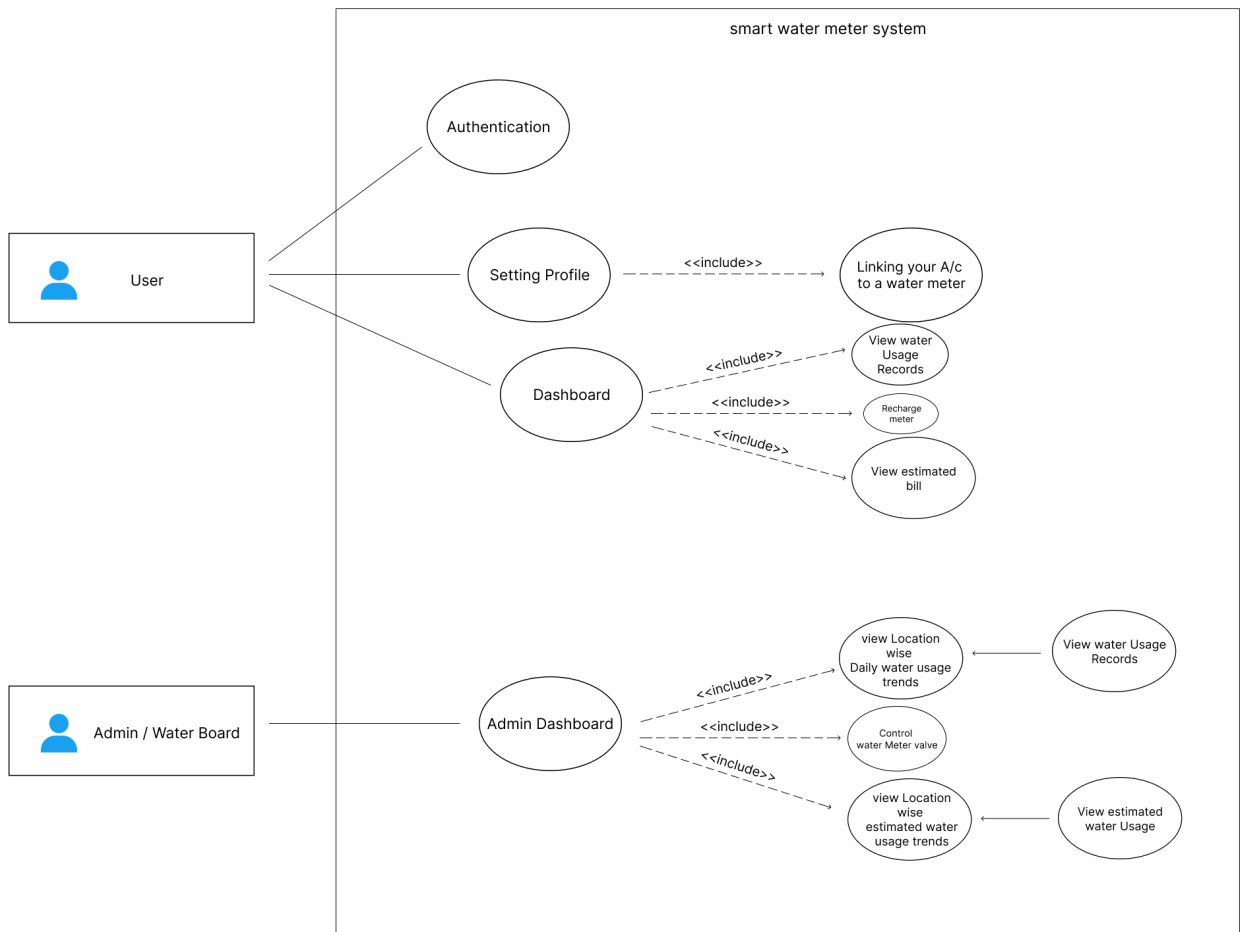 smart water meter system
Authentication
User
Setting Profile
<<include>>
Linking your A/c
to a water meter
Dashboard
<<include>>
View water
Usage
Records
<<include>>
Recharge
meter
<<include>>
View estimated
bill
Admin / Water Board
Admin Dashboard
<<include>>
view Location
wise
Daily water usage
trends
View water Usage
Records
<<include>>
Control
water Meter valve
<<include>>
view Location
wise
estimated water
usage trends
View estimated
water Usage